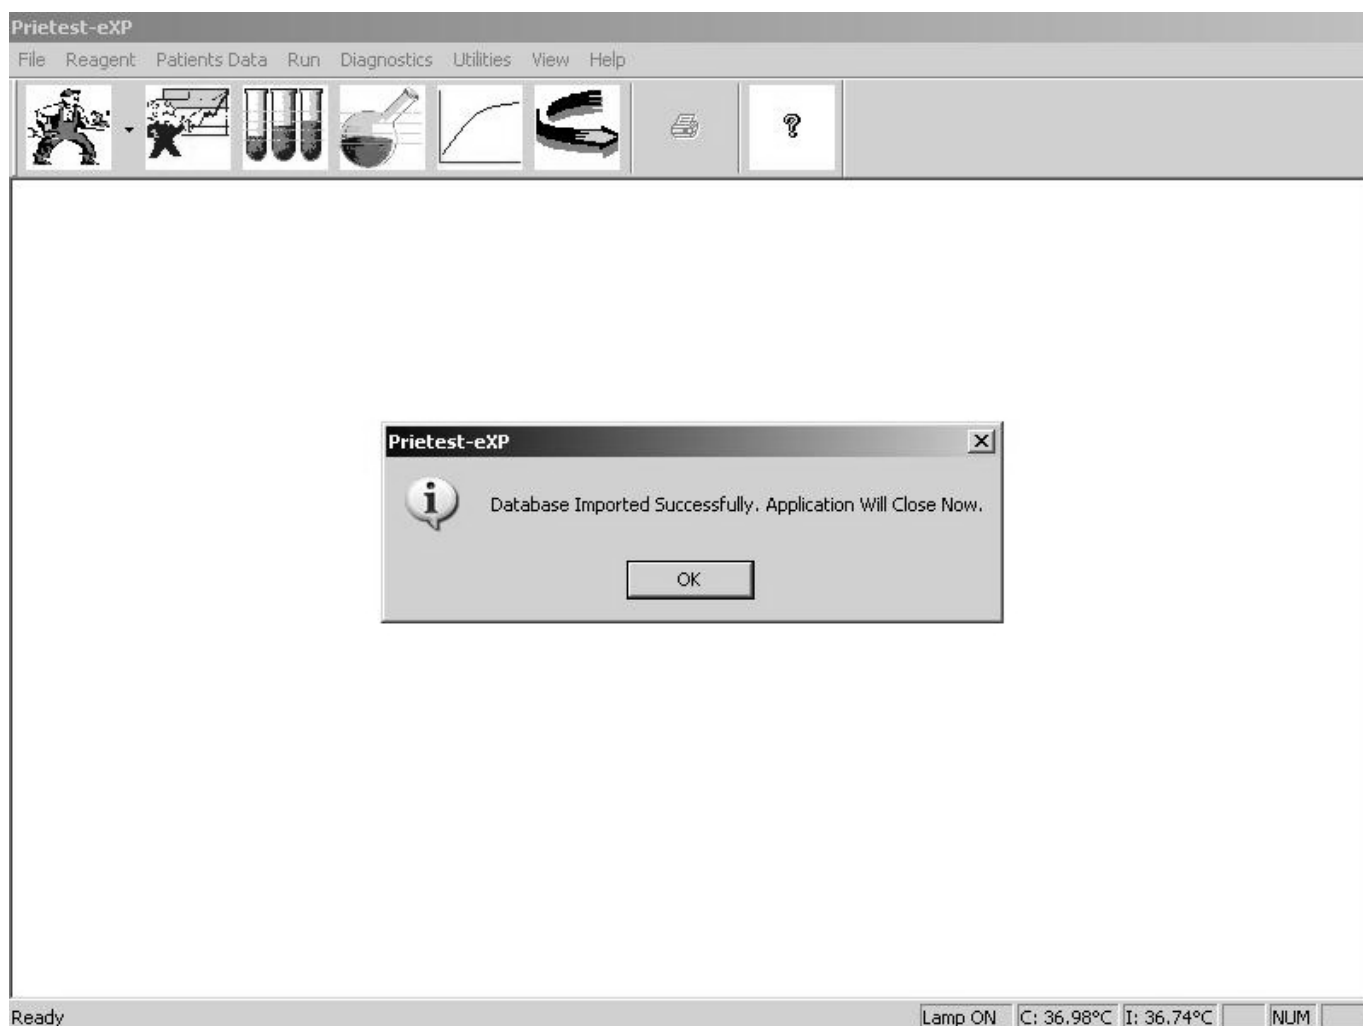 Prietest-eXP
File Reagent Patients Data Run Diagnostics Utilities View Help
?
Prietest-eXP
Database Imported Successfully. Application Will Close Now.
OK
Ready Lamp ON C: 36.98°C I: 36.74°C NUM